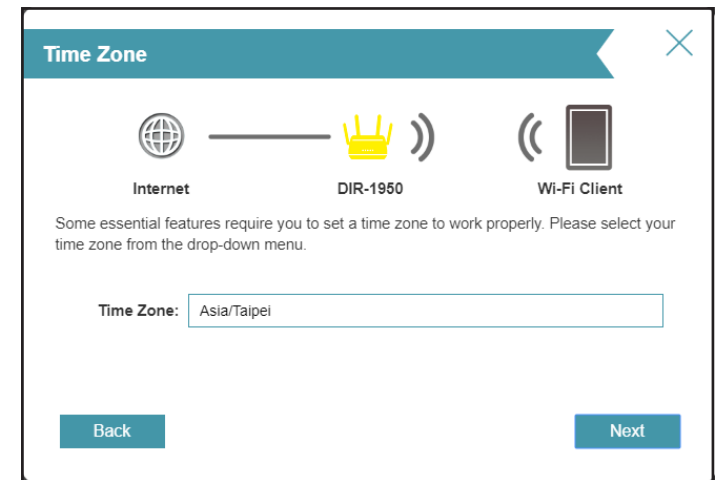 Time Zone
Internet
DIR-1950
Wi-Fi Client
Some essential features require you to set a time zone to work properly. Please select your
time zone from the drop-down menu.
Time Zone: Asia/Taipei
Back
Next